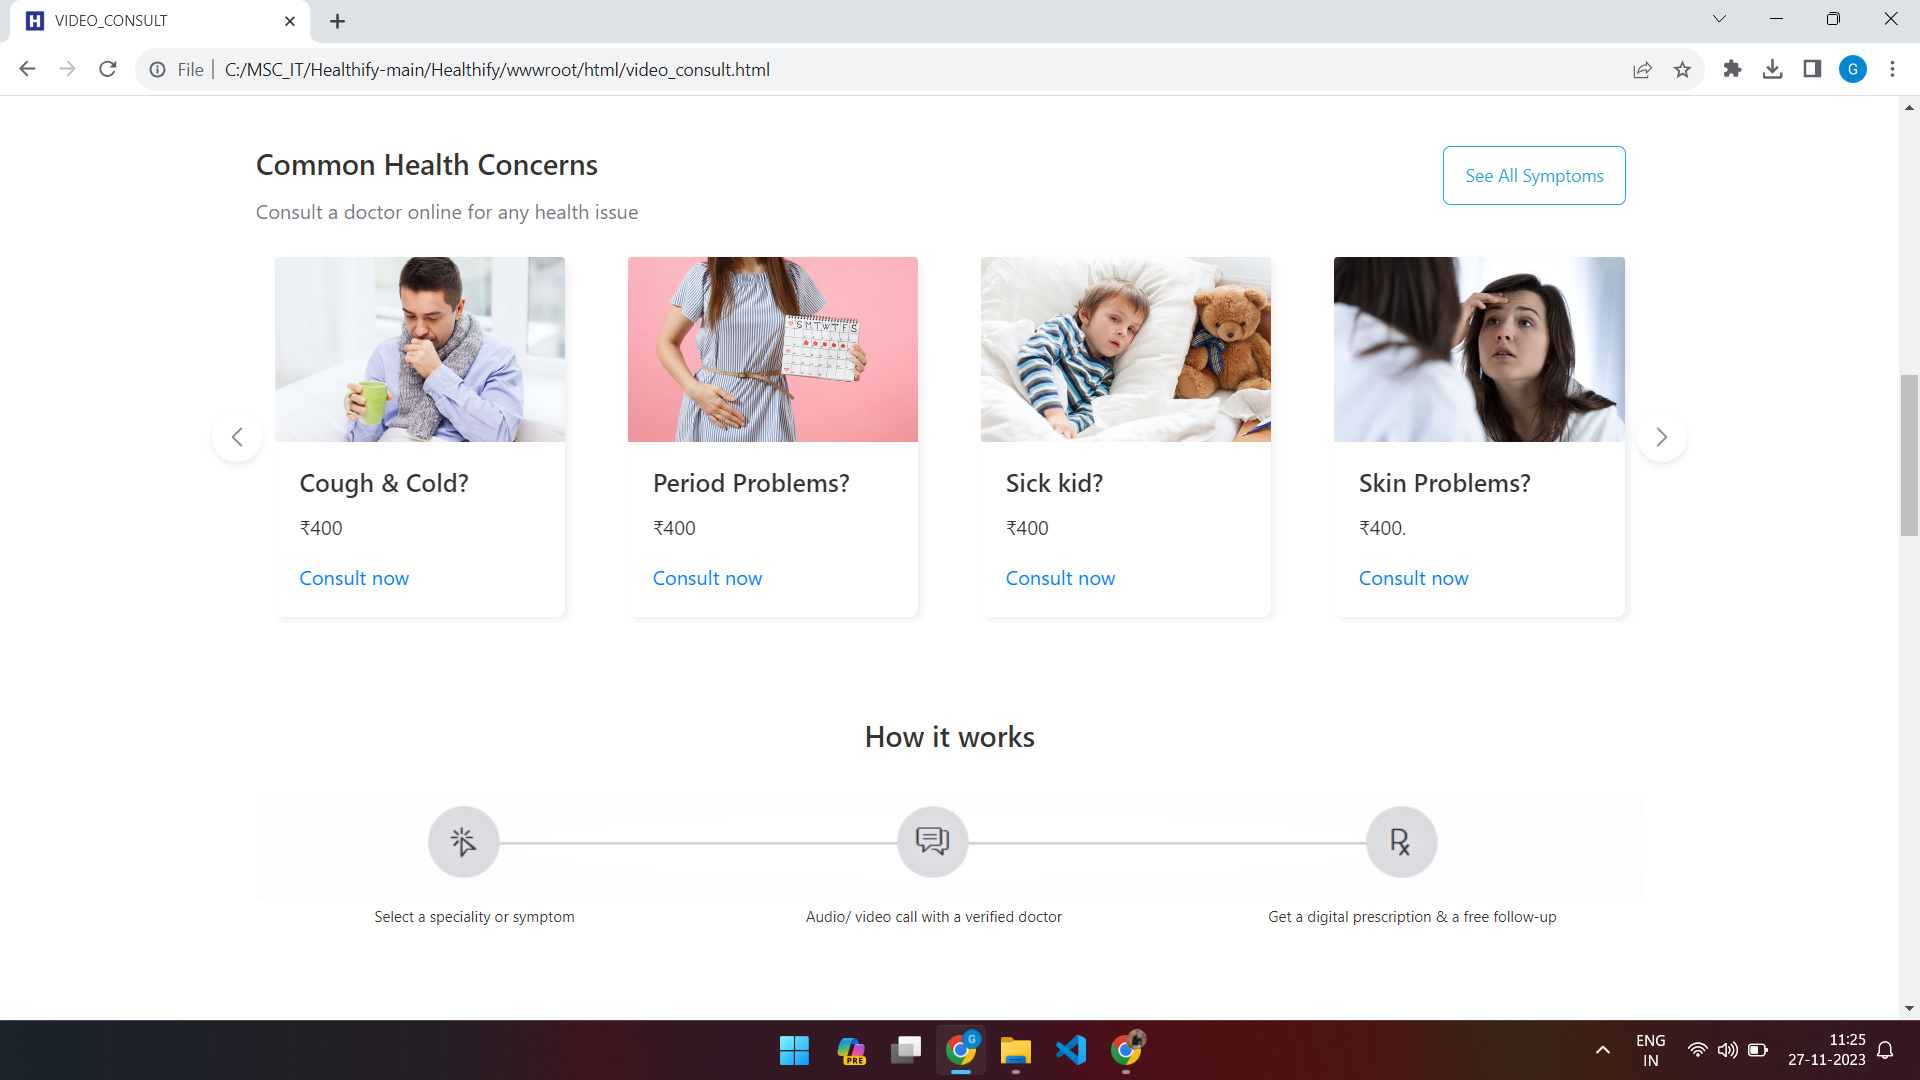 H VIDEO_CONSULT
File | C:/MSC_IT/Healthify-main/Healthify/wwwroot/html/video_consult.html
G
Common Health Concerns
See All Symptoms
Consult a doctor online for any health issue
S M T W T F S
Cough & Cold?
₹400
Consult now
Period Problems?
₹400
Consult now
Sick kid?
₹400
Consult now
Skin Problems?
₹400.
Consult now
How it works
Rx
Select a speciality or symptom
Audio/ video call with a verified doctor
Get a digital prescription & a free follow-up
PRE
G
ENG
IN
11:25
27-11-2023